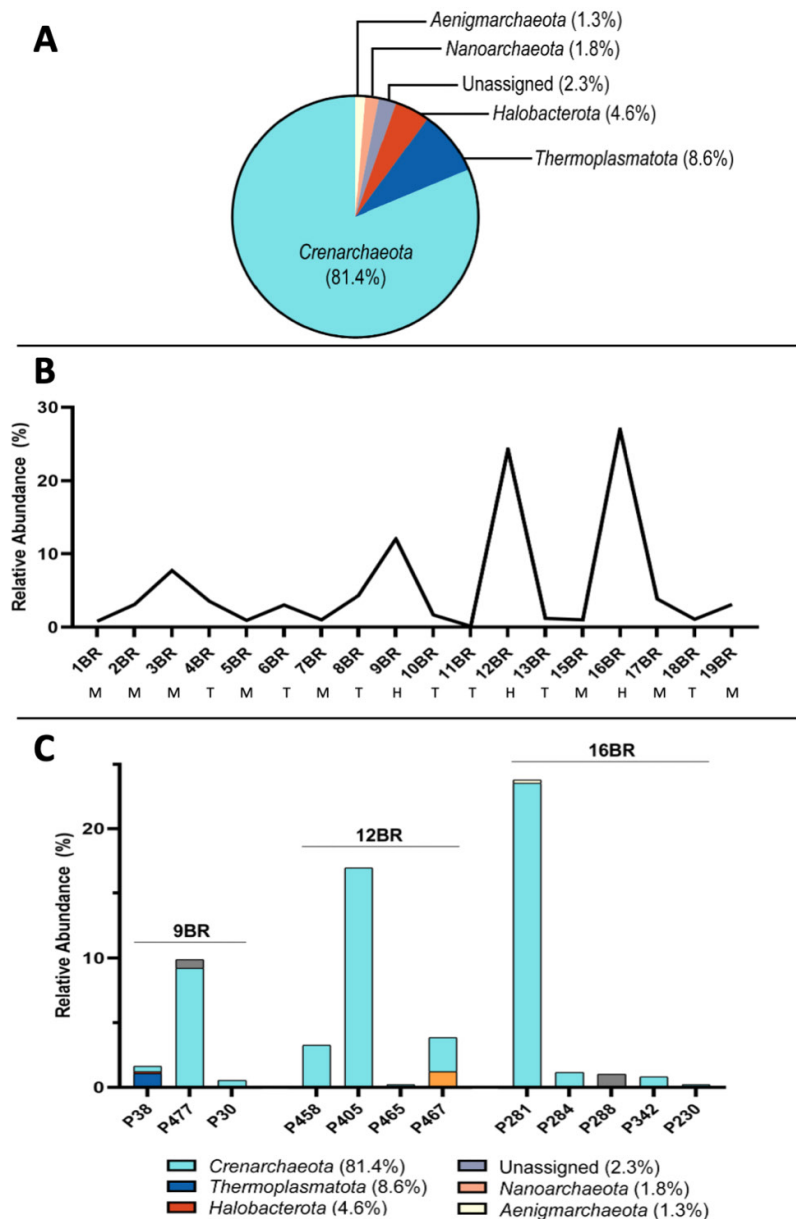 A
Aenigmarchaeota (1.3%)
Nanoarchaeota (1.8%)
Unassigned (2.3%)
Halobacterota (4.6%)
Thermoplasmatota (8.6%)
Crenarchaeota
(81.4%)
B
Relative Abundance (%)
30
20
10
0
1BR 2BR 3BR 4BR 5BR 6BR 7BR 8BR 9BR 10BR 11BR 12BR 13BR 15BR 16BR 17BR 18BR 19BR
M M M T M T M T H T T H T M H M T M
C
Relative Abundance (%)
20
10
0
9BR
12BR
16BR
P38 P477 P30 P458 P405 P465 P467 P281 P284 P288 P342 P230
Crenarchaeota (81.4%) Unassigned (2.3%)
Thermoplasmatota (8.6%) Nanoarchaeota (1.8%)
Halobacterota (4.6%) Aenigmarchaeota (1.3%)